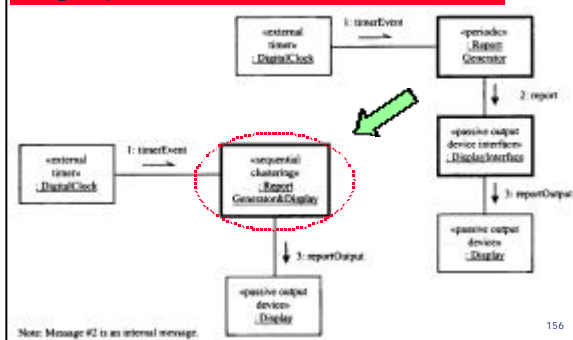 «external
timer»
: DigitalClock
1: timerEvent
«periodic»
: Report
Generator
2: report
«passive output
device interface»
: DisplayInterface
3: reportOutput
«passive output
device»
: Display
«external
timer»
: DigitalClock
1: timerEvent
«sequential
clustering»
: Report
Generator&Display
3: reportOutput
«passive output
device»
: Display
Note: Message #2 is an internal message.
156